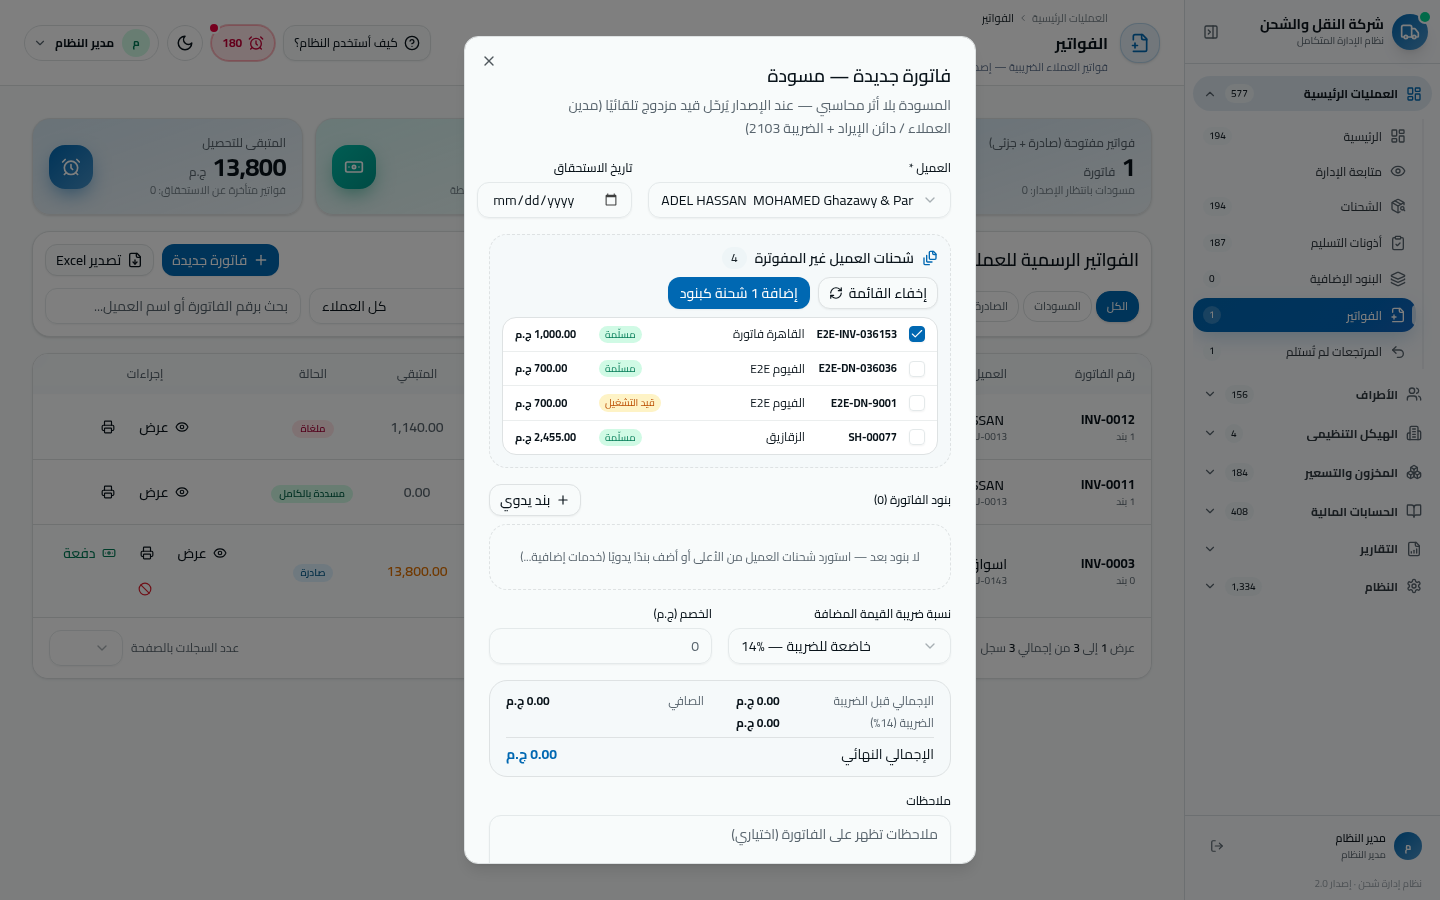 شركة النقل والشحن
نظام الإدارة المتكامل
العمليات الرئيسية 577
الرئيسية 194
متابعة الإدارة
الشحنات 194
أذونات التسليم 187
البنود الإضافية 0
الفواتير 1
المرتجعات لم تُستلم 1
الأطراف 156
الهيكل التنظيمي 4
المخزون والتسعير 184
الحسابات المالية 408
التقارير
النظام 1,334
م
مدير النظام
مدير النظام
نظام إدارة شحن · إصدار 2.0
العمليات الرئيسية
الفواتير
الفواتير
فواتير العملاء الضريبية — إصد
كيف أستخدم النظام؟
180
م مدير النظام
فواتير مفتوحة (صادرة + جزئي)
1 فاتورة
مسودات بانتظار الإصدار: 0
المتبقي للتحصيل
13,800 ج.م
فواتير متأخرة عن الاستحقاق: 0
الفواتير الرسمية للعملا
فاتورة جديدة
تصدير Excel
الكل
المسودات
الصادرة
كل العملاء
بحث برقم الفاتورة أو اسم العميل...
رقم الفاتورة العميل المتبقي الحالة إجراءات
INV-0012 SSAN 1,140.00 ملغاة عرض
1 بند U-0013
INV-0011 SSAN 0.00 مسددة بالكامل عرض
1 بند U-0013
INV-0003 اسواق 13,800.00 صادرة عرض دفعة
0 بند U-0143
عرض 1 إلى 3 من إجمالي 3 سجل
عدد السجلات بالصفحة
فاتورة جديدة — مسودة
المسودة بلا أثر محاسبي — عند الإصدار يُرحّل قيد مزدوج تلقائيًا (مدين
العملاء / دائن الإيراد + الضريبة 2103)
العميل * تاريخ الاستحقاق
ADEL HASSAN MOHAMED Ghazawy & Par
mm/dd/yyyy
شحنات العميل غير المفوترة 4
إخفاء القائمة
إضافة 1 شحنة كبنود
E2E-INV-036153 القاهرة فاتورة مسلّمة 1,000.00 ج.م
E2E-DN-036036 الفيوم E2E مسلّمة 700.00 ج.م
E2E-DN-9001 الفيوم E2E قيد التشغيل 700.00 ج.م
SH-00077 الزقازيق مسلّمة 2,455.00 ج.م
بنود الفاتورة (0)
بند يدوي
لا بنود بعد — استورد شحنات العميل من الأعلى أو أضف بندًا يدويًا (خدمات إضافية...)
نسبة ضريبة القيمة المضافة الخصم (ج.م)
خاضعة للضريبة — 14%
0
الإجمالي قبل الضريبة 0.00 ج.م الصافي 0.00 ج.م
الضريبة (14%) 0.00 ج.م
الإجمالي النهائي 0.00 ج.م
ملاحظات
ملاحظات تظهر على الفاتورة (اختياري)